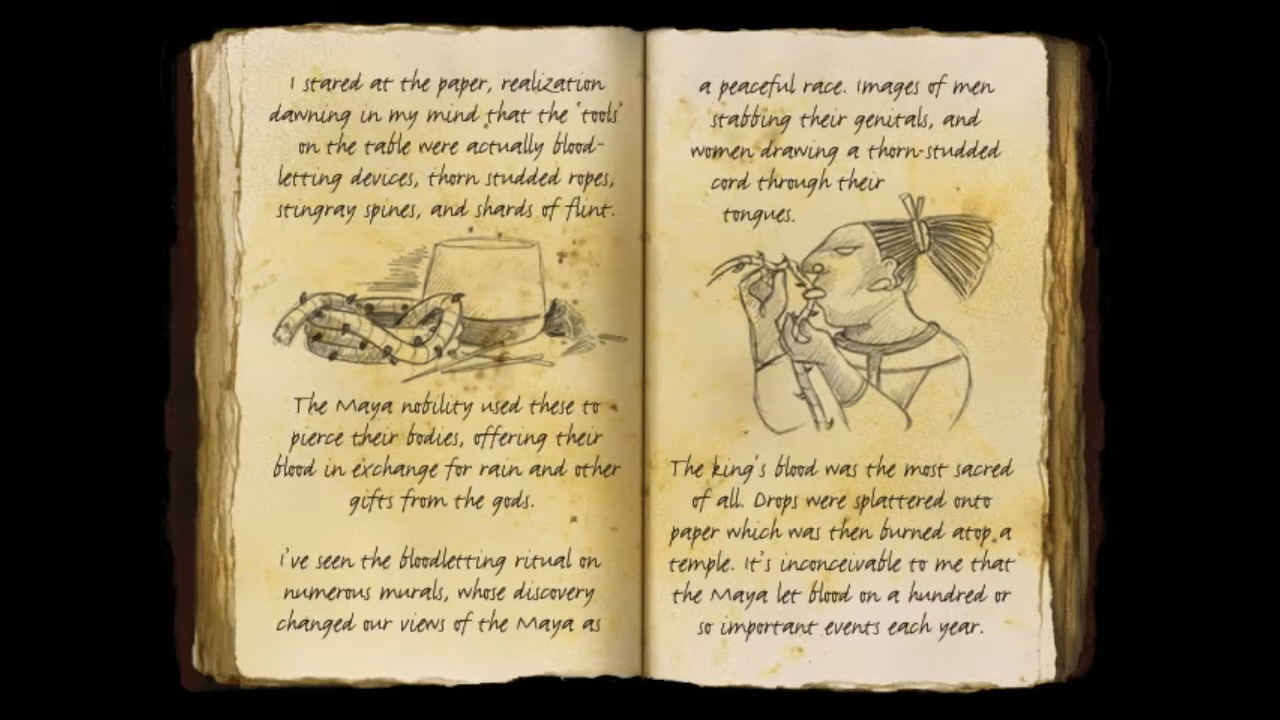 I stared at the paper, realization
dawning in my mind that the 'tools'
on the table were actually blood-
letting devices, thorn studded ropes,
stingray spines, and shards of flint.
The Maya nobility used these to
pierce their bodies, offering their
blood in exchange for rain and other
gifts from the gods.
I've seen the bloodletting ritual on
numerous murals, whose discovery
changed our views of the Maya as
a peaceful race. Images of men
stabbing their genitals, and
women drawing a thorn-studded
cord through their
tongues.
The king's blood was the most sacred
of all. Drops were splattered onto
paper which was then burned atop a
temple. It's inconceivable to me that
the Maya let blood on a hundred or
so important events each year.